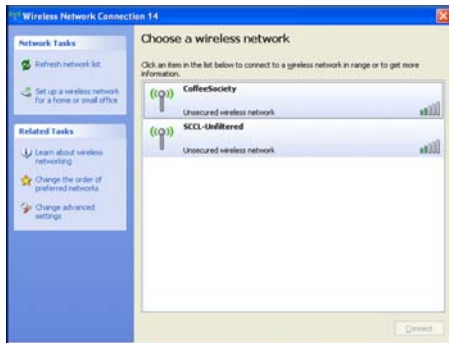 Wireless Network Connection 14
Network Tasks
Refresh network list
Set up a wireless network
for a home or small office
Related Tasks
Learn about wireless
networking
Change the order of
preferred networks
Change advanced
settings
Choose a wireless network
Click an item in the list below to connect to a wireless network in range or to get more
information.
CoffeeSociety
Unsecured wireless network
SCCL-Unfiltered
Unsecured wireless network
Connect